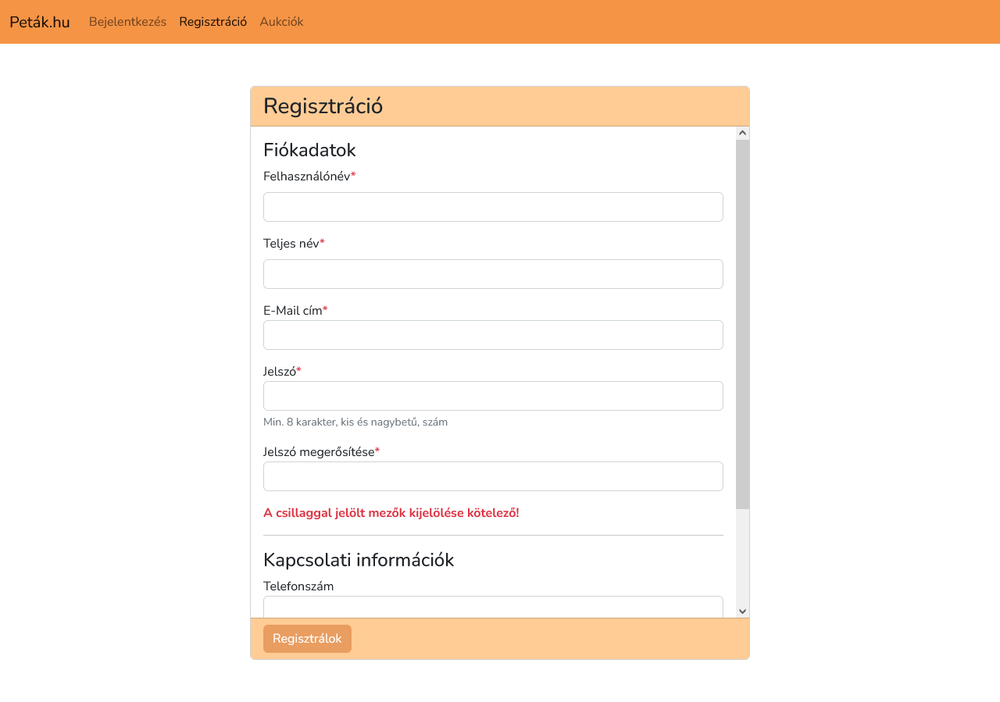 Peták.hu Bejelentkezés Regisztráció Aukciók
Regisztráció
Fiókadatok
Felhasználónév*
Teljes név*
E-Mail cím*
Jelszó*
Min. 8 karakter, kis és nagybetű, szám
Jelszó megerősítése*
A csillaggal jelölt mezők kijelölése kötelező!
Kapcsolati információk
Telefonszám
Regisztrálok